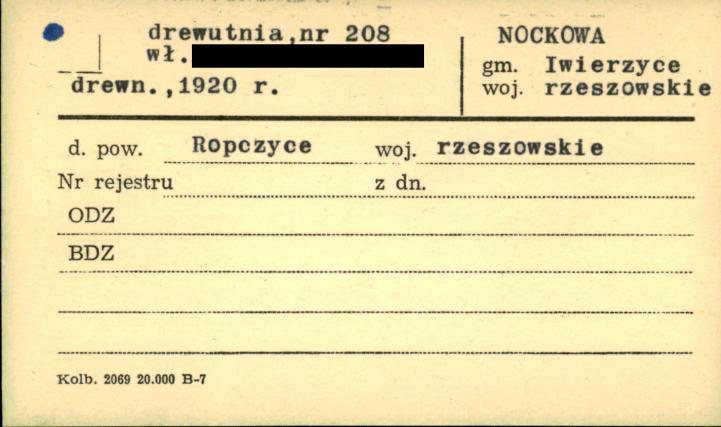 drewutnia,nr 208
wł.
drewn.,1920 r.
NOCKOWA
gm. Iwierzyce
woj. rzeszowskie
d. pow. Ropczyce woj. rzeszowskie
Nr rejestru z dn.
ODZ
BDZ
Kolb. 2069 20.000 B-7